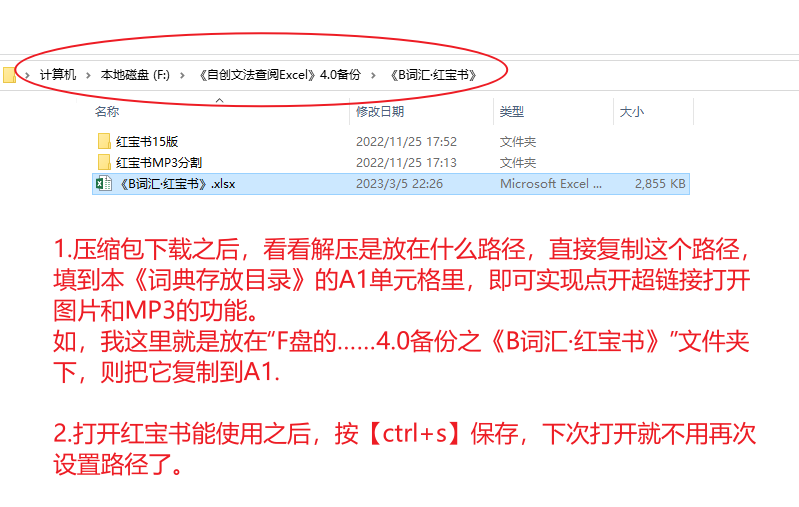 计算机 › 本地磁盘 (F:) › 《自创文法查阅Excel》4.0备份 › 《B词汇·红宝书》
名称 修改日期 类型 大小
红宝书15版 2022/11/25 17:52 文件夹
红宝书MP3分割 2022/11/25 17:13 文件夹
《B词汇·红宝书》.xlsx 2023/3/5 22:26 Microsoft Excel ... 2,855 KB
1.压缩包下载之后，看看解压是放在什么路径，直接复制这个路径，
填到本《词典存放目录》的A1单元格里，即可实现点开超链接打开
图片和MP3的功能。
如，我这里就是放在“F盘的……4.0备份之《B词汇·红宝书》”文件夹
下，则把它复制到A1.
2.打开红宝书能使用之后，按【ctrl+s】保存，下次打开就不用再次
设置路径了。